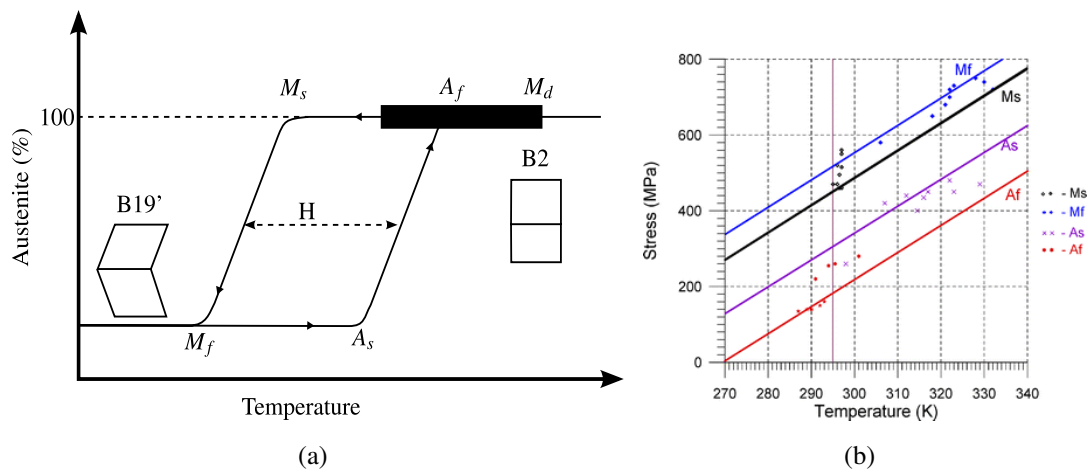 M_s
A_f
M_d
100
Austenite (%)
B2
B19'
H
M_f
A_s
Temperature
(a)
800
600
400
200
0
Stress (MPa)
Mf
Ms
As
Af
- Ms
- Mf
- As
- Af
270 280 290 300 310 320 330 340
Temperature (K)
(b)